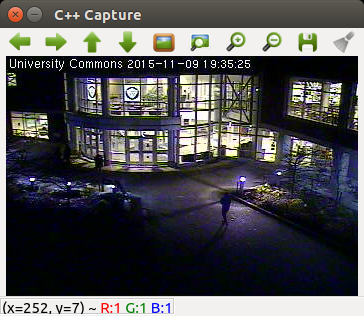 C++ Capture
University Commons 2015-11-09 19:35:25
(x=252, y=7) ~ R:1 G:1 B:1